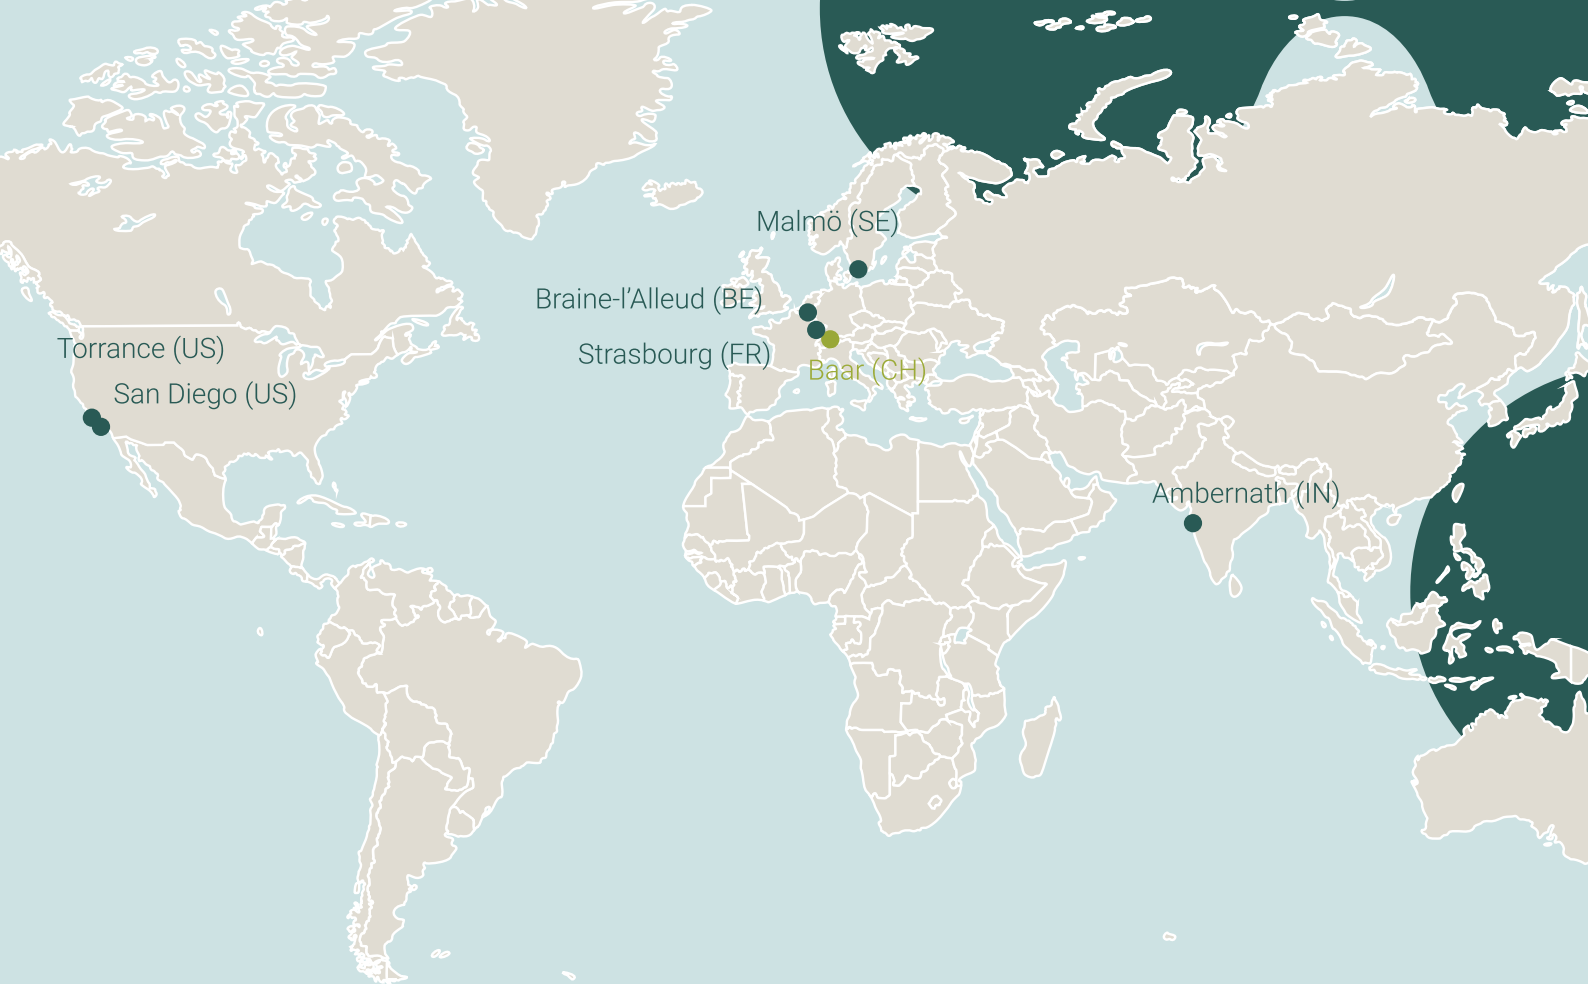 Malmö (SE)
Braine-l’Alleud (BE)
Torrance (US)
Strasbourg (FR)
Baar (CH)
San Diego (US)
Ambernath (IN)